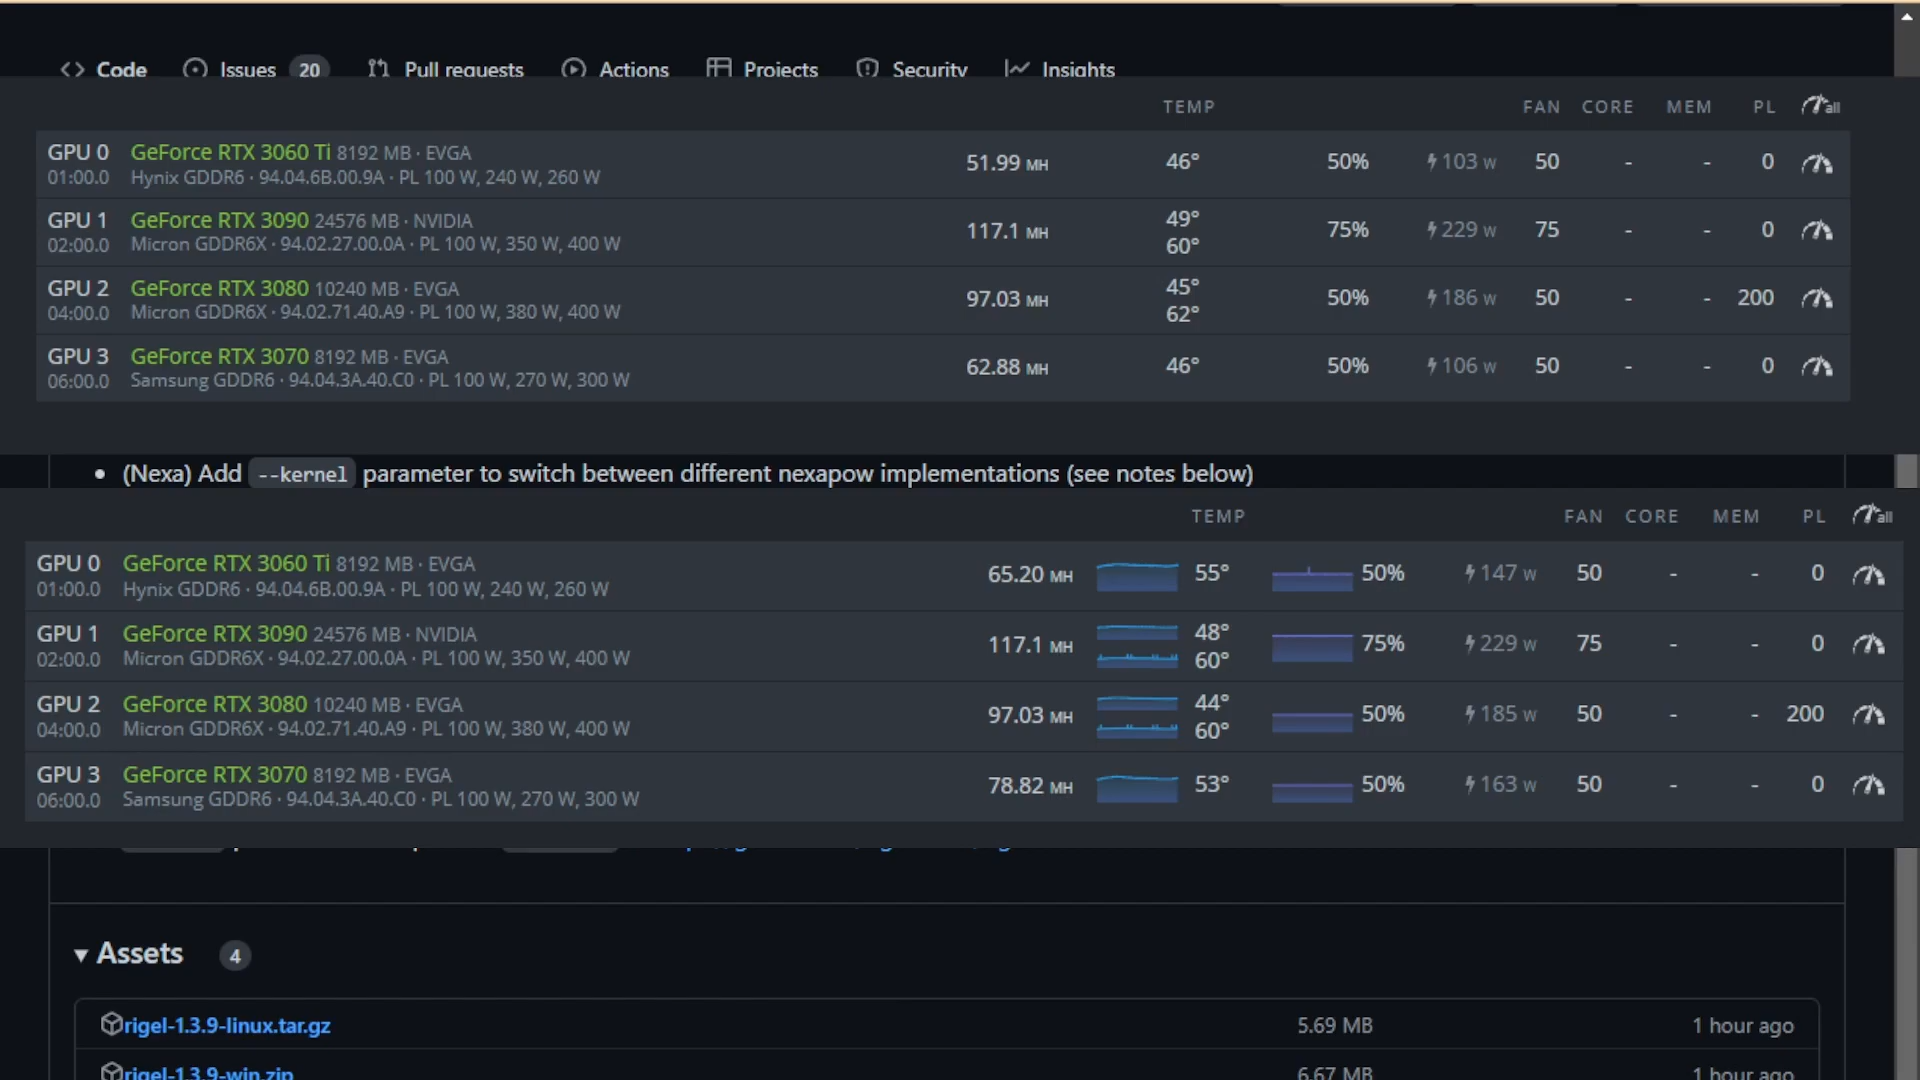 Code Issues 20 Pull requests Actions Projects Security Insights
TEMP FAN CORE MEM PL all
GPU 0 GeForce RTX 3060 Ti 8192 MB · EVGA 51.99 MH 46° 50% 103 W 50 - - 0
01:00.0 Hynix GDDR6 · 94.04.6B.00.9A · PL 100 W, 240 W, 260 W
GPU 1 GeForce RTX 3090 24576 MB · NVIDIA 117.1 MH 49° 75% 229 W 75 - - 0
02:00.0 Micron GDDR6X · 94.02.27.00.0A · PL 100 W, 350 W, 400 W 60°
GPU 2 GeForce RTX 3080 10240 MB · EVGA 97.03 MH 45° 50% 186 W 50 - - 200
04:00.0 Micron GDDR6X · 94.02.71.40.A9 · PL 100 W, 380 W, 400 W 62°
GPU 3 GeForce RTX 3070 8192 MB · EVGA 62.88 MH 46° 50% 106 W 50 - - 0
06:00.0 Samsung GDDR6 · 94.04.3A.40.C0 · PL 100 W, 270 W, 300 W
• (Nexa) Add --kernel parameter to switch between different nexapow implementations (see notes below)
TEMP FAN CORE MEM PL all
GPU 0 GeForce RTX 3060 Ti 8192 MB · EVGA 65.20 MH 55° 50% 147 W 50 - - 0
01:00.0 Hynix GDDR6 · 94.04.6B.00.9A · PL 100 W, 240 W, 260 W
GPU 1 GeForce RTX 3090 24576 MB · NVIDIA 117.1 MH 48° 75% 229 W 75 - - 0
02:00.0 Micron GDDR6X · 94.02.27.00.0A · PL 100 W, 350 W, 400 W 60°
GPU 2 GeForce RTX 3080 10240 MB · EVGA 97.03 MH 44° 50% 185 W 50 - - 200
04:00.0 Micron GDDR6X · 94.02.71.40.A9 · PL 100 W, 380 W, 400 W 60°
GPU 3 GeForce RTX 3070 8192 MB · EVGA 78.82 MH 53° 50% 163 W 50 - - 0
06:00.0 Samsung GDDR6 · 94.04.3A.40.C0 · PL 100 W, 270 W, 300 W
Assets 4
rigel-1.3.9-linux.tar.gz 5.69 MB 1 hour ago
rigel-1.3.9-win.zip 6.67 MB 1 hour ago